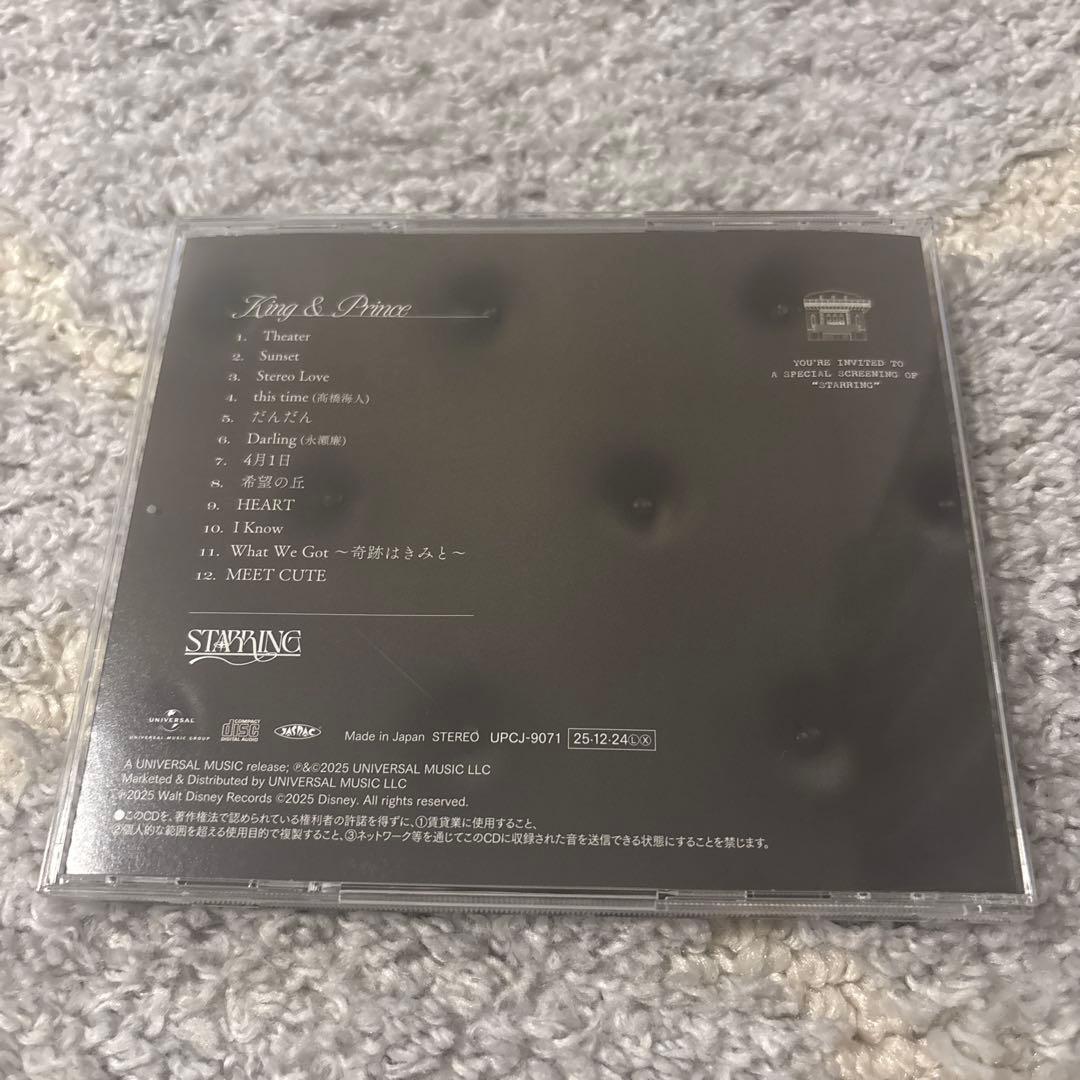 King & Prince
1. Theater
2. Sunset
3. Stereo Love
4. this time (髙橋海人)
5. だんだん
6. Darling (永瀬廉)
7. 4月1日
8. 希望の丘
9. HEART
10. I Know
11. What We Got ～奇跡はきみと～
12. MEET CUTE
STARRING
YOU'RE INVITED TO
A SPECIAL SCREENING OF
"STARRING"
UNIVERSAL
UNIVERSAL MUSIC GROUP
COMPACT
disc
DIGITAL AUDIO
JASRAC
Made in Japan STEREO UPCJ-9071 25·12·24ⓁⓍ
A UNIVERSAL MUSIC release; ℗&©2025 UNIVERSAL MUSIC LLC
Marketed & Distributed by UNIVERSAL MUSIC LLC
℗2025 Walt Disney Records ©2025 Disney. All rights reserved.
●このCDを、著作権法で認められている権利者の許諾を得ずに、①賃貸業に使用すること、
②個人的な範囲を超える使用目的で複製すること、③ネットワーク等を通じてこのCDに収録された音を送信できる状態にすることを禁じます。